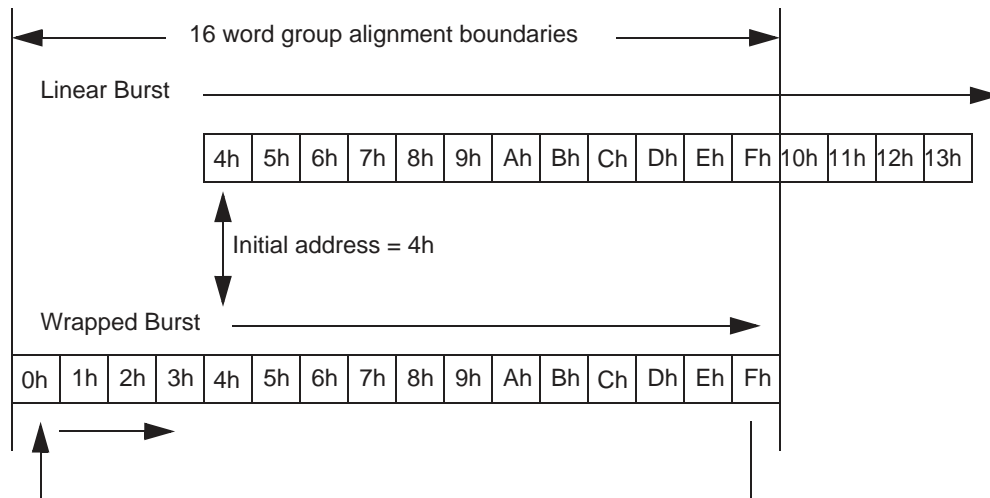 16 word group alignment boundaries
Linear Burst
4h 5h 6h 7h 8h 9h Ah Bh Ch Dh Eh Fh 10h 11h 12h 13h
Initial address = 4h
Wrapped Burst
0h 1h 2h 3h 4h 5h 6h 7h 8h 9h Ah Bh Ch Dh Eh Fh